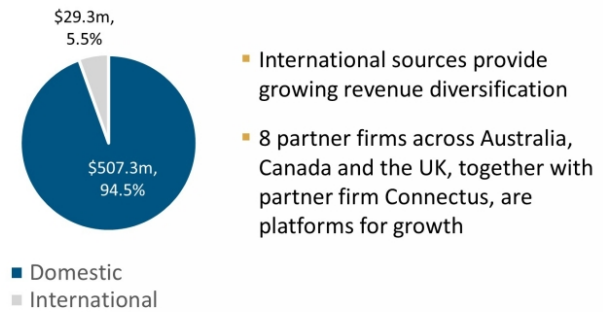 $29.3m,
5.5%
$507.3m,
94.5%
Domestic
International
International sources provide
growing revenue diversification
8 partner firms across Australia,
Canada and the UK, together with
partner firm Connectus, are
platforms for growth